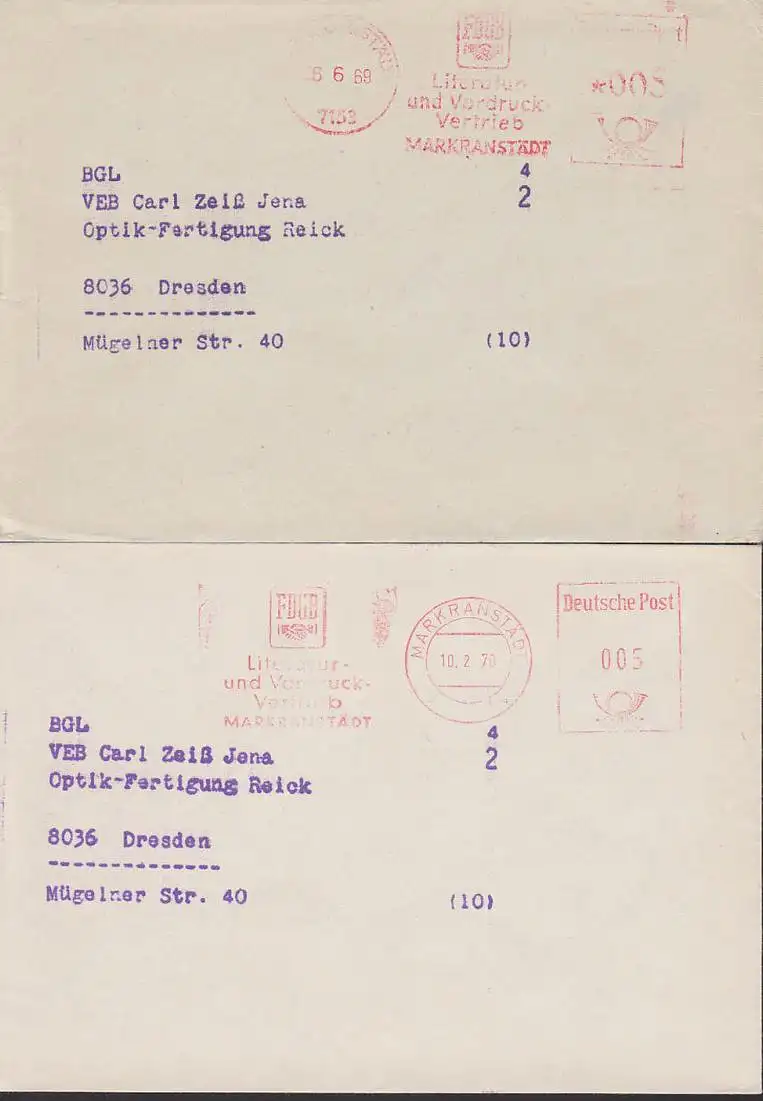 FDGB
6 6 69
*005
Literatur-
7153
und Vordruck-
Vertrieb
MARKRANSTÄDT
BGL
4
VEB Carl Zeiß Jena
2
Optik-Fertigung Reick
8036 Dresden
--------------
Mügelner Str. 40 (10)
FDGB
MARKRANSTÄDT
Deutsche Post
10. 2 70
005
Literatur-
und Vordruck-
Vertrieb
MARKRANSTÄDT
BGL
4
VEB Carl Zeiß Jena
2
Optik-Fertigung Reick
8036 Dresden
--------------
Mügelner Str. 40 (10)